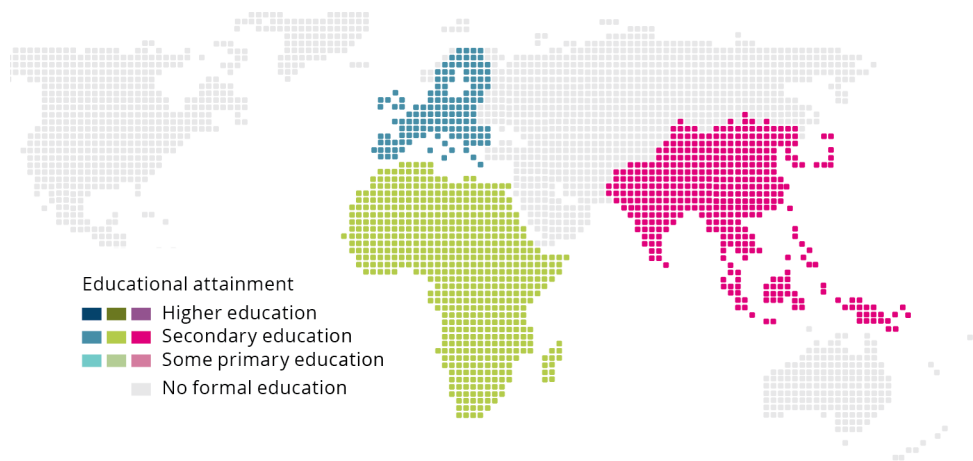 Educational attainment
Higher education
Secondary education
Some primary education
No formal education